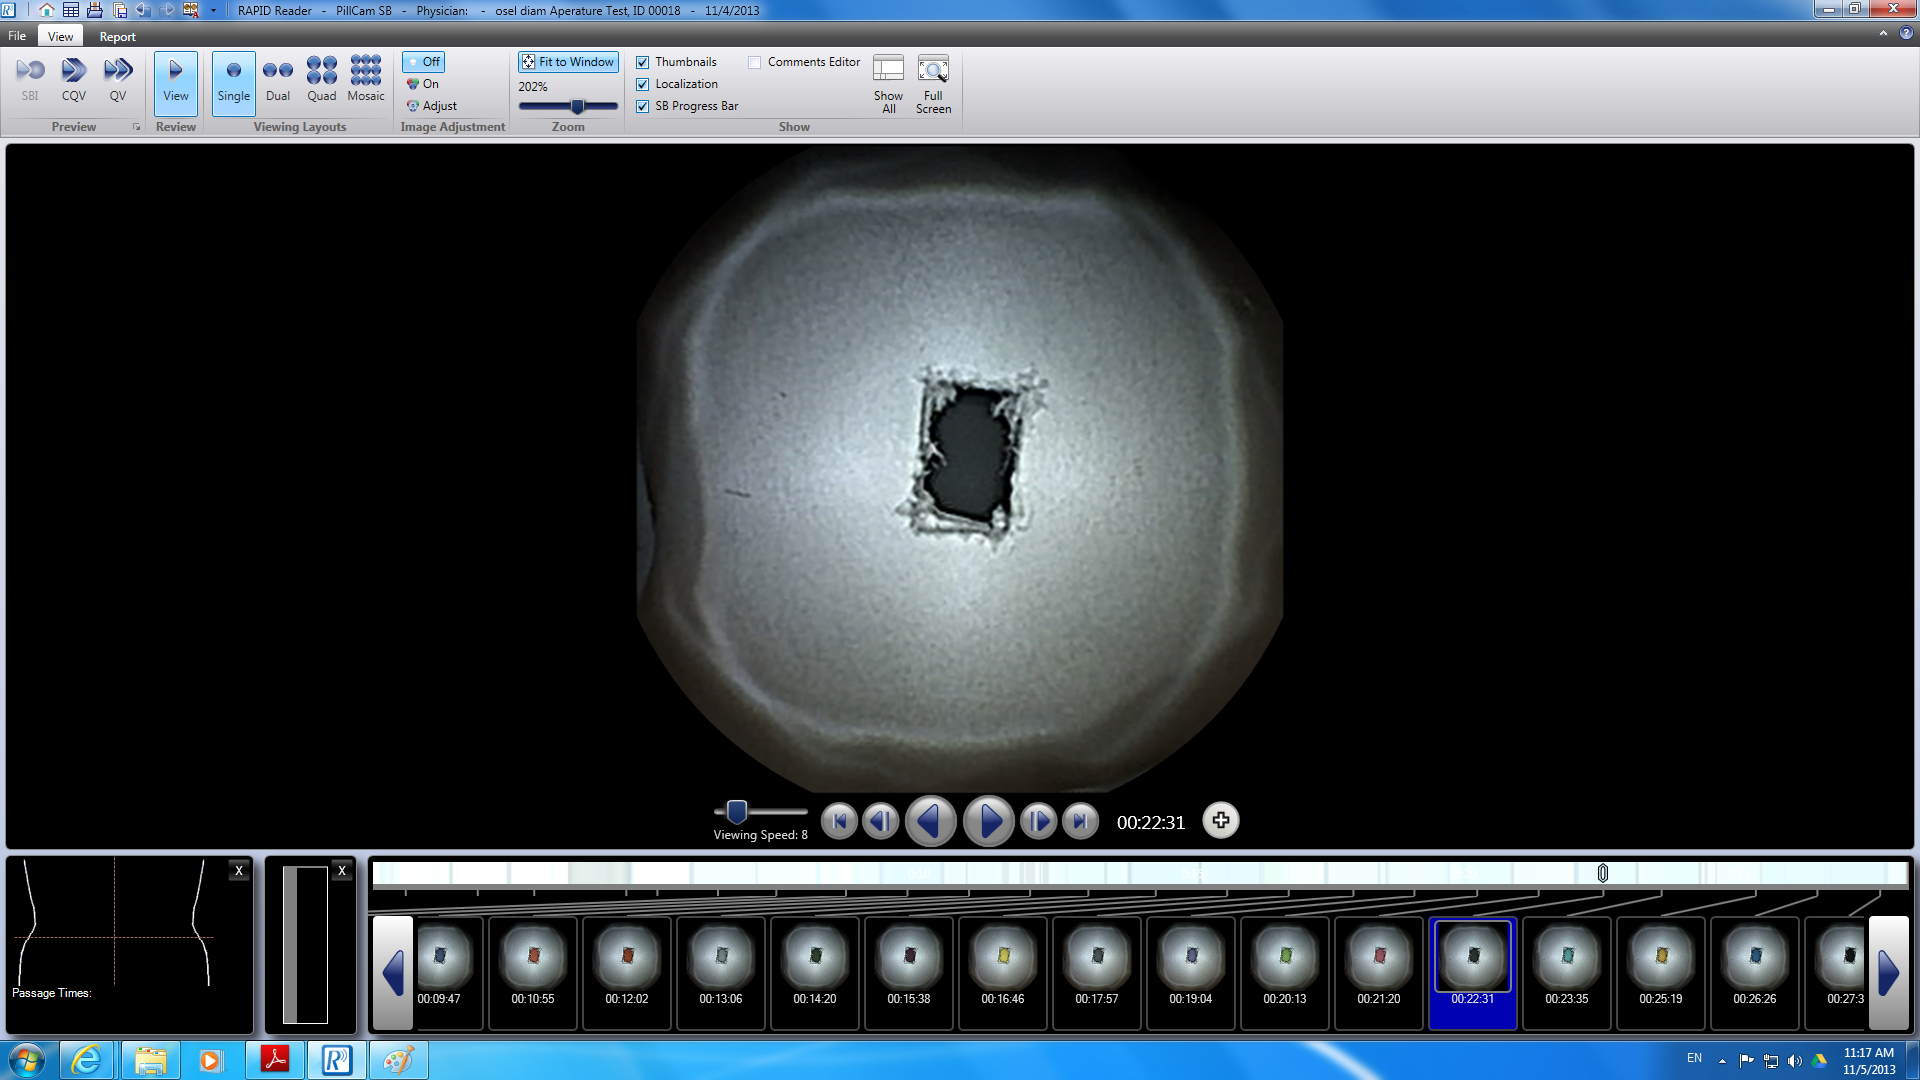 RAPID Reader - PillCam SB - Physician: - osel diam Aperature Test, ID 00018 - 11/4/2013
File View Report
SBI CQV QV
Preview
View
Review
Single Dual Quad Mosaic
Viewing Layouts
Off
On
Adjust
Image Adjustment
Fit to Window
202%
Zoom
Thumbnails
Localization
SB Progress Bar
Comments Editor
Show All
Full Screen
Show
Viewing Speed: 8
00:22:31
X
Passage Times:
X
00:09:47 00:10:55 00:12:02 00:13:06 00:14:20 00:15:38 00:16:46 00:17:57 00:19:04 00:20:13 00:21:20 00:22:31 00:23:35 00:25:19 00:26:26 00:27:3
EN
11:17 AM
11/5/2013